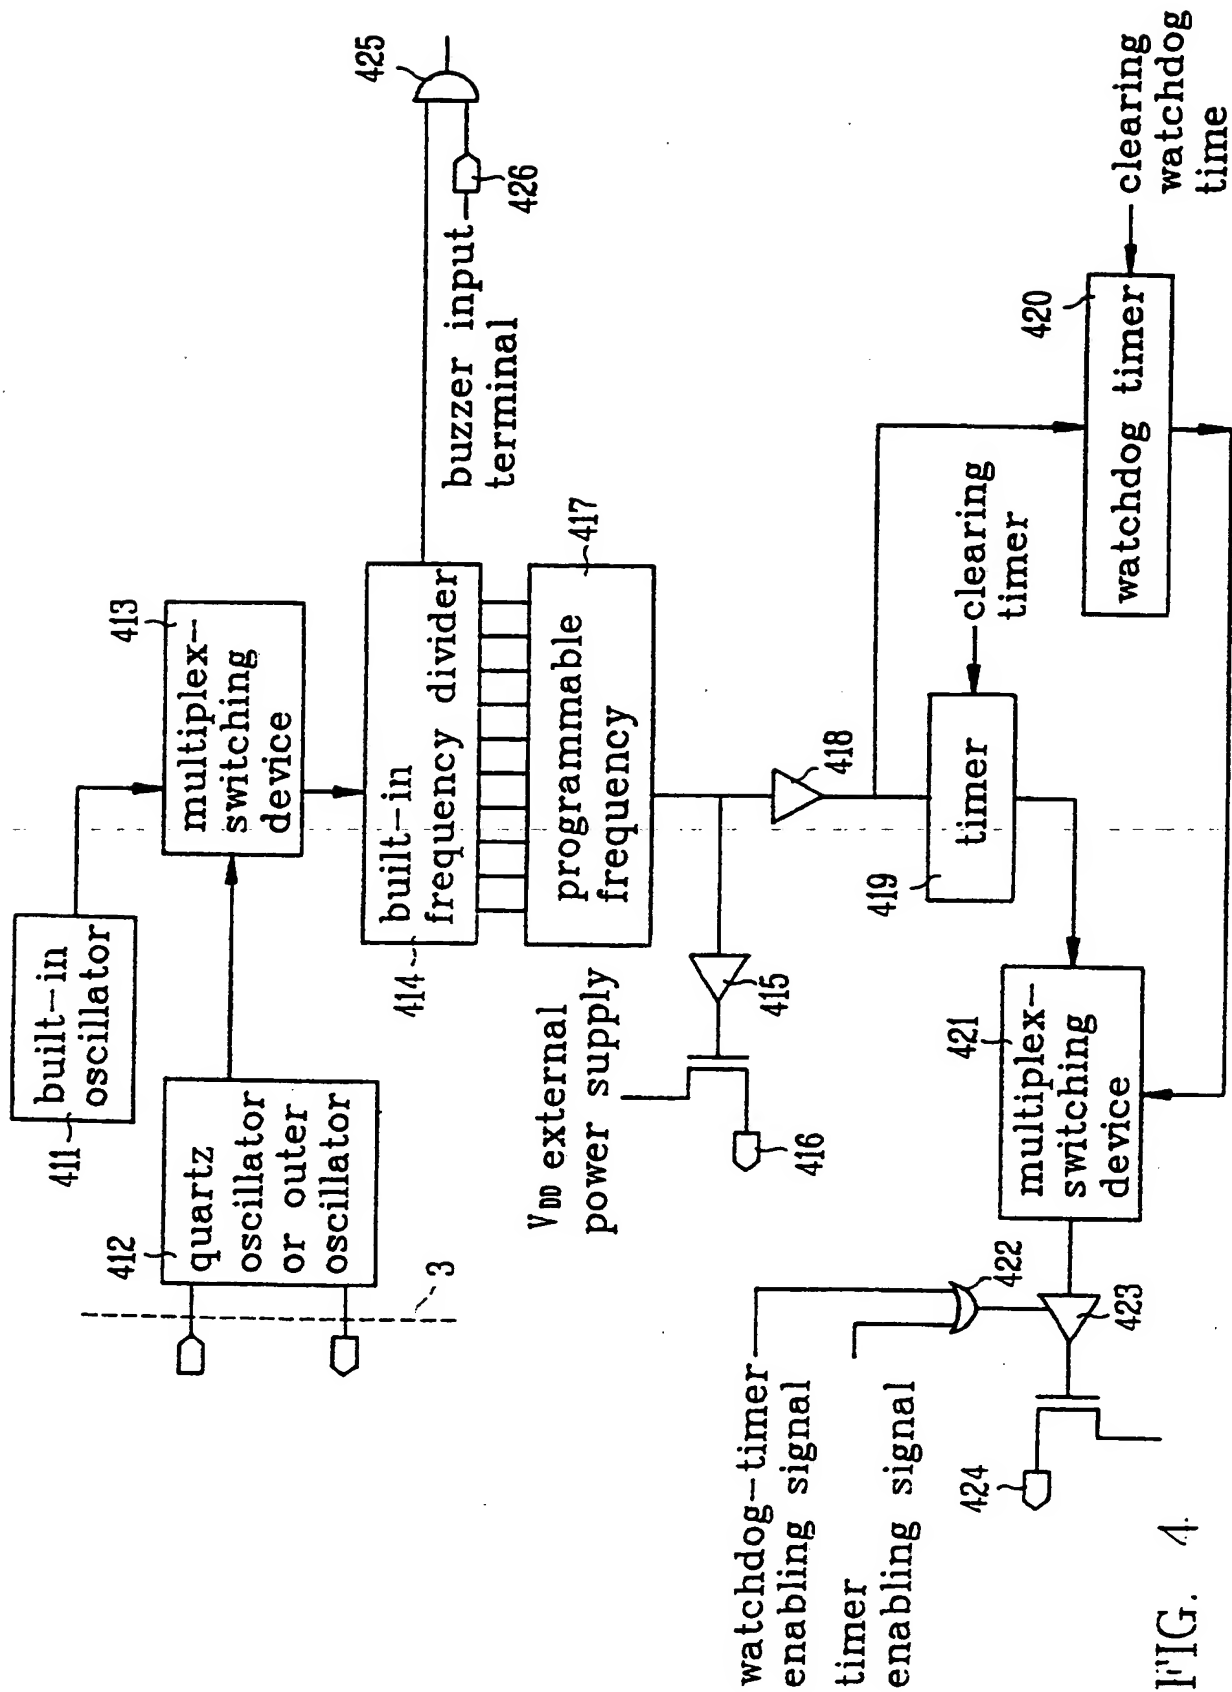 411
built-in
oscillator
412
quartz
oscillator
or outer
oscillator
3
413
multiplex-
switching
device
414
built-in
frequency divider
425
buzzer input
terminal
426
417
programmable
frequency
VDD external
power supply
415
416
418
419
timer
clearing
timer
420
watchdog timer
clearing
watchdog
time
421
multiplex-
switching
device
422
423
watchdog-timer
enabling signal
timer
enabling signal
424
FIG. 4.